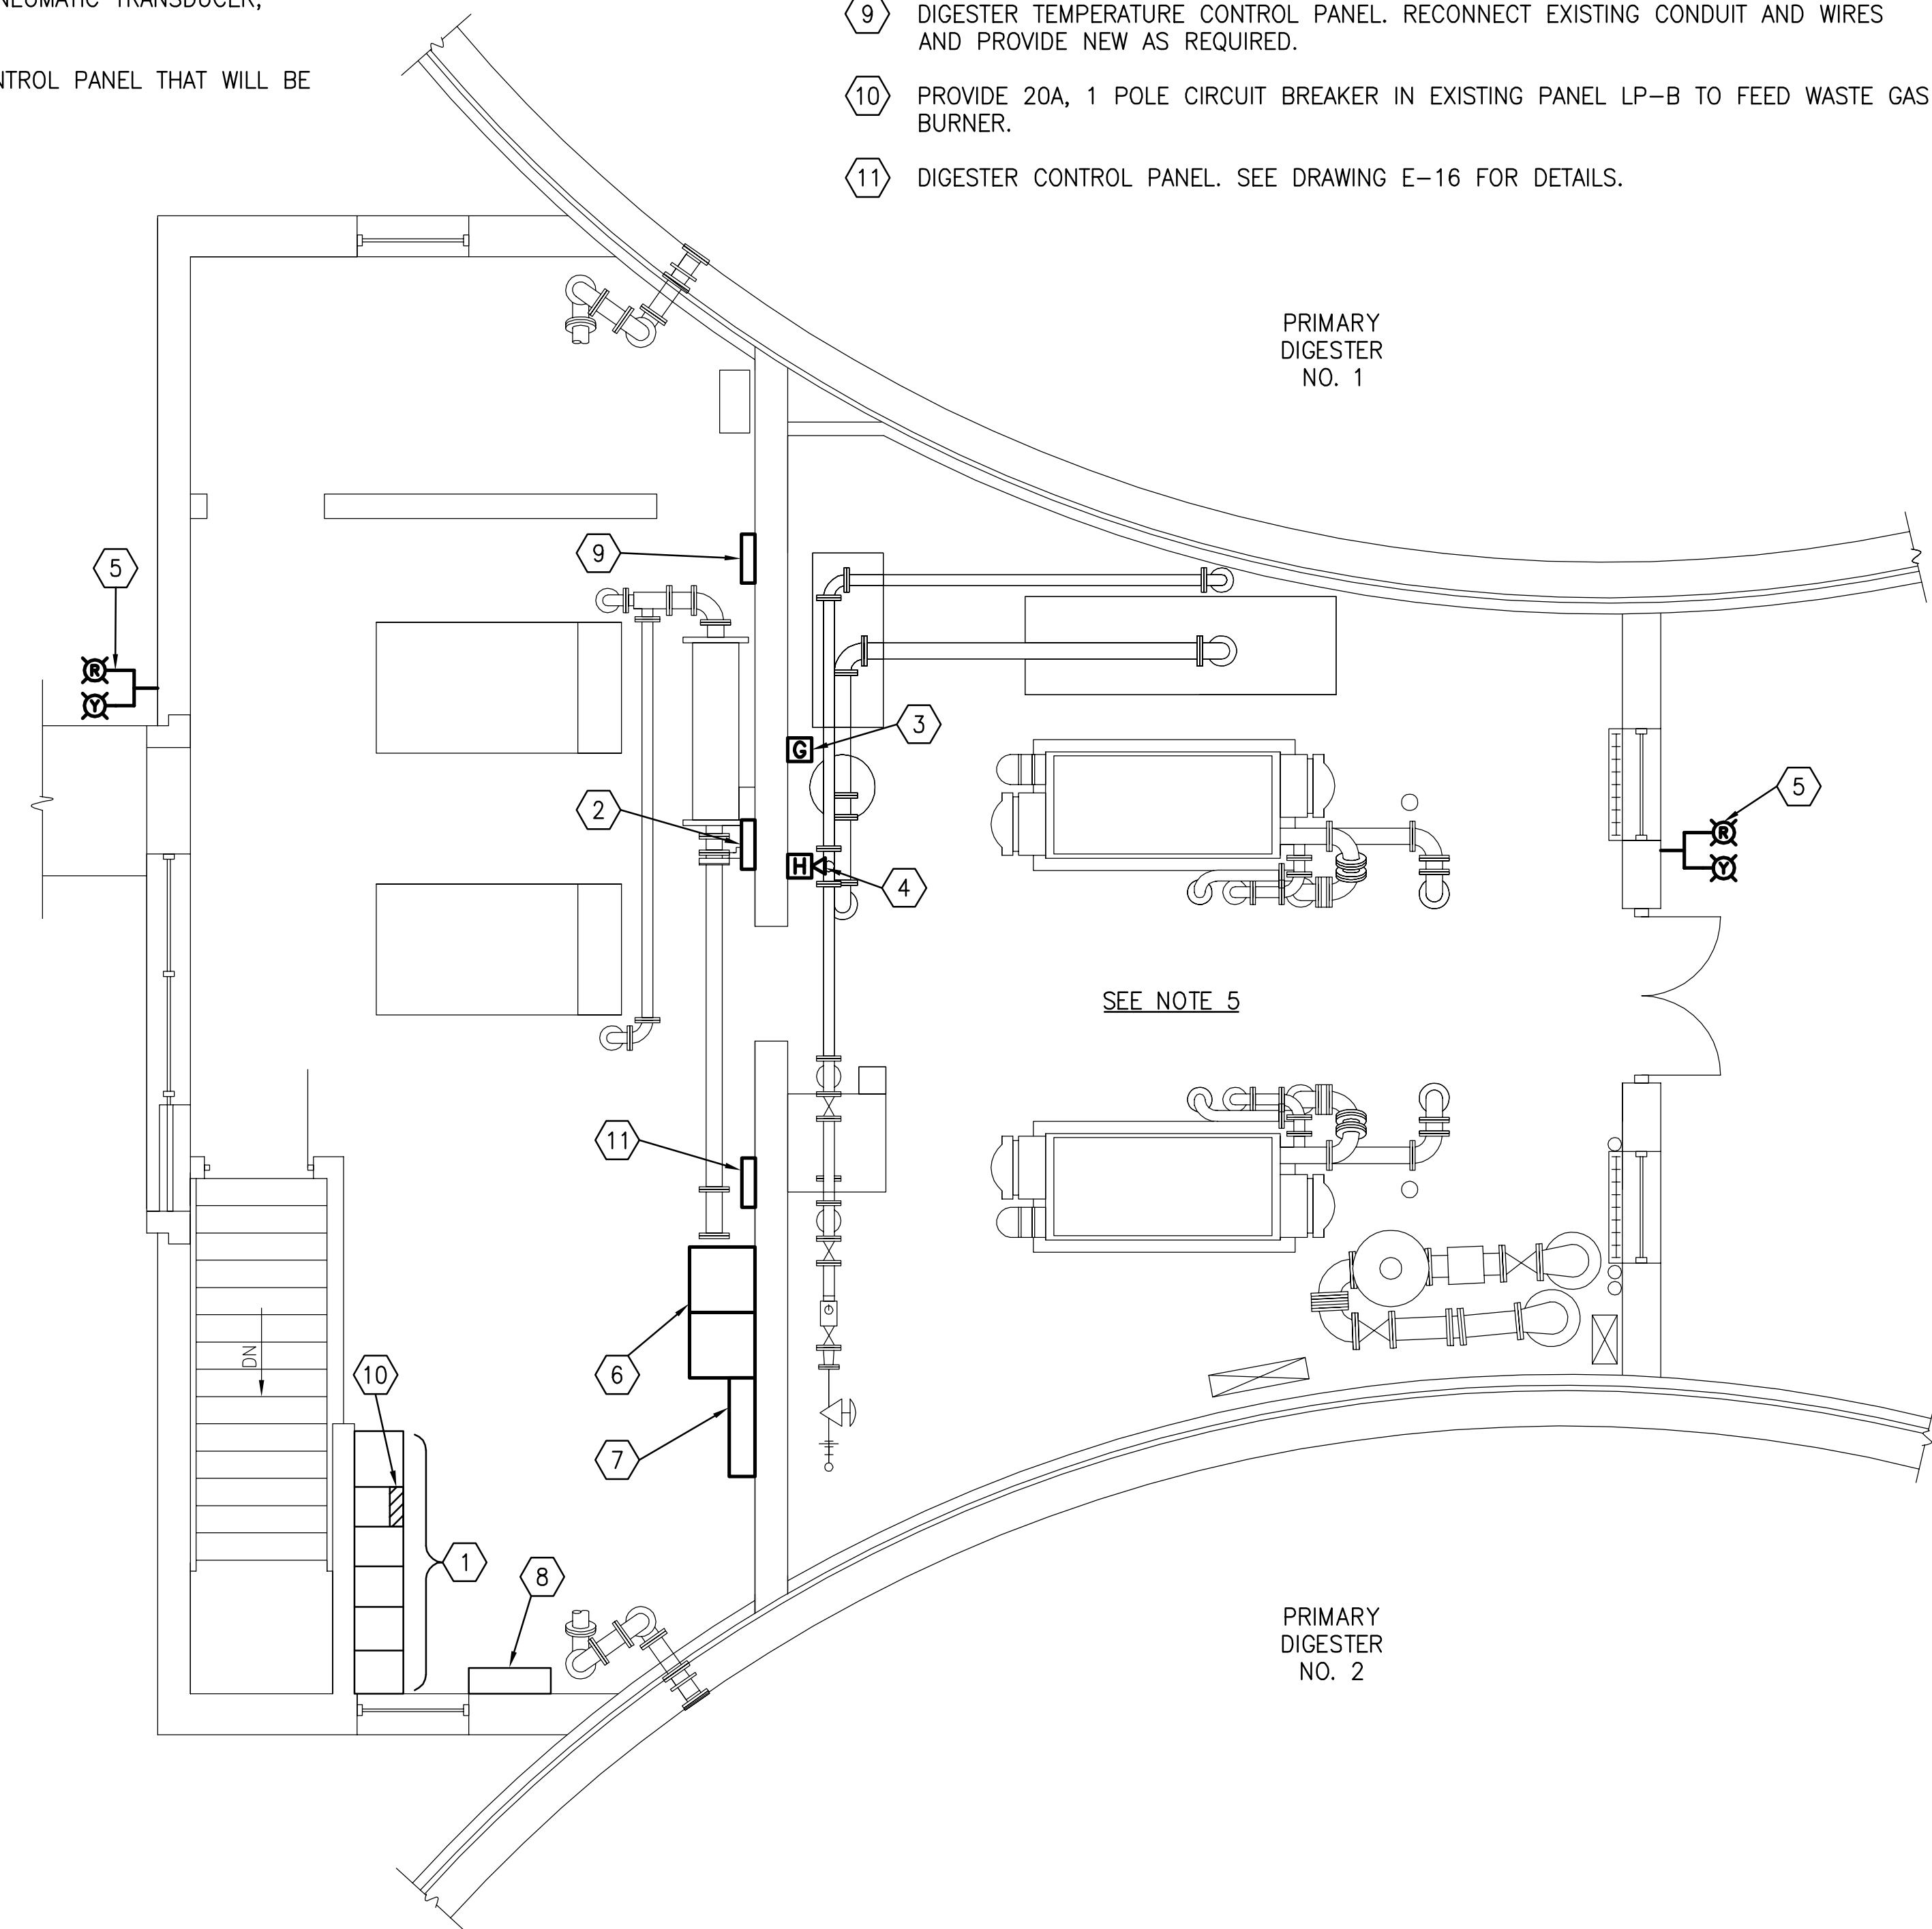 NEUMATIC TRANSDUCER,
NTROL PANEL THAT WILL BE
9 DIGESTER TEMPERATURE CONTROL PANEL. RECONNECT EXISTING CONDUIT AND WIRES
AND PROVIDE NEW AS REQUIRED.
10 PROVIDE 20A, 1 POLE CIRCUIT BREAKER IN EXISTING PANEL LP-B TO FEED WASTE GAS
BURNER.
11 DIGESTER CONTROL PANEL. SEE DRAWING E-16 FOR DETAILS.
PRIMARY
DIGESTER
NO. 1
9
5
R
Y
3
G
2
H
4
5
R
Y
SEE NOTE 5
11
6
DN
10
7
1
8
PRIMARY
DIGESTER
NO. 2